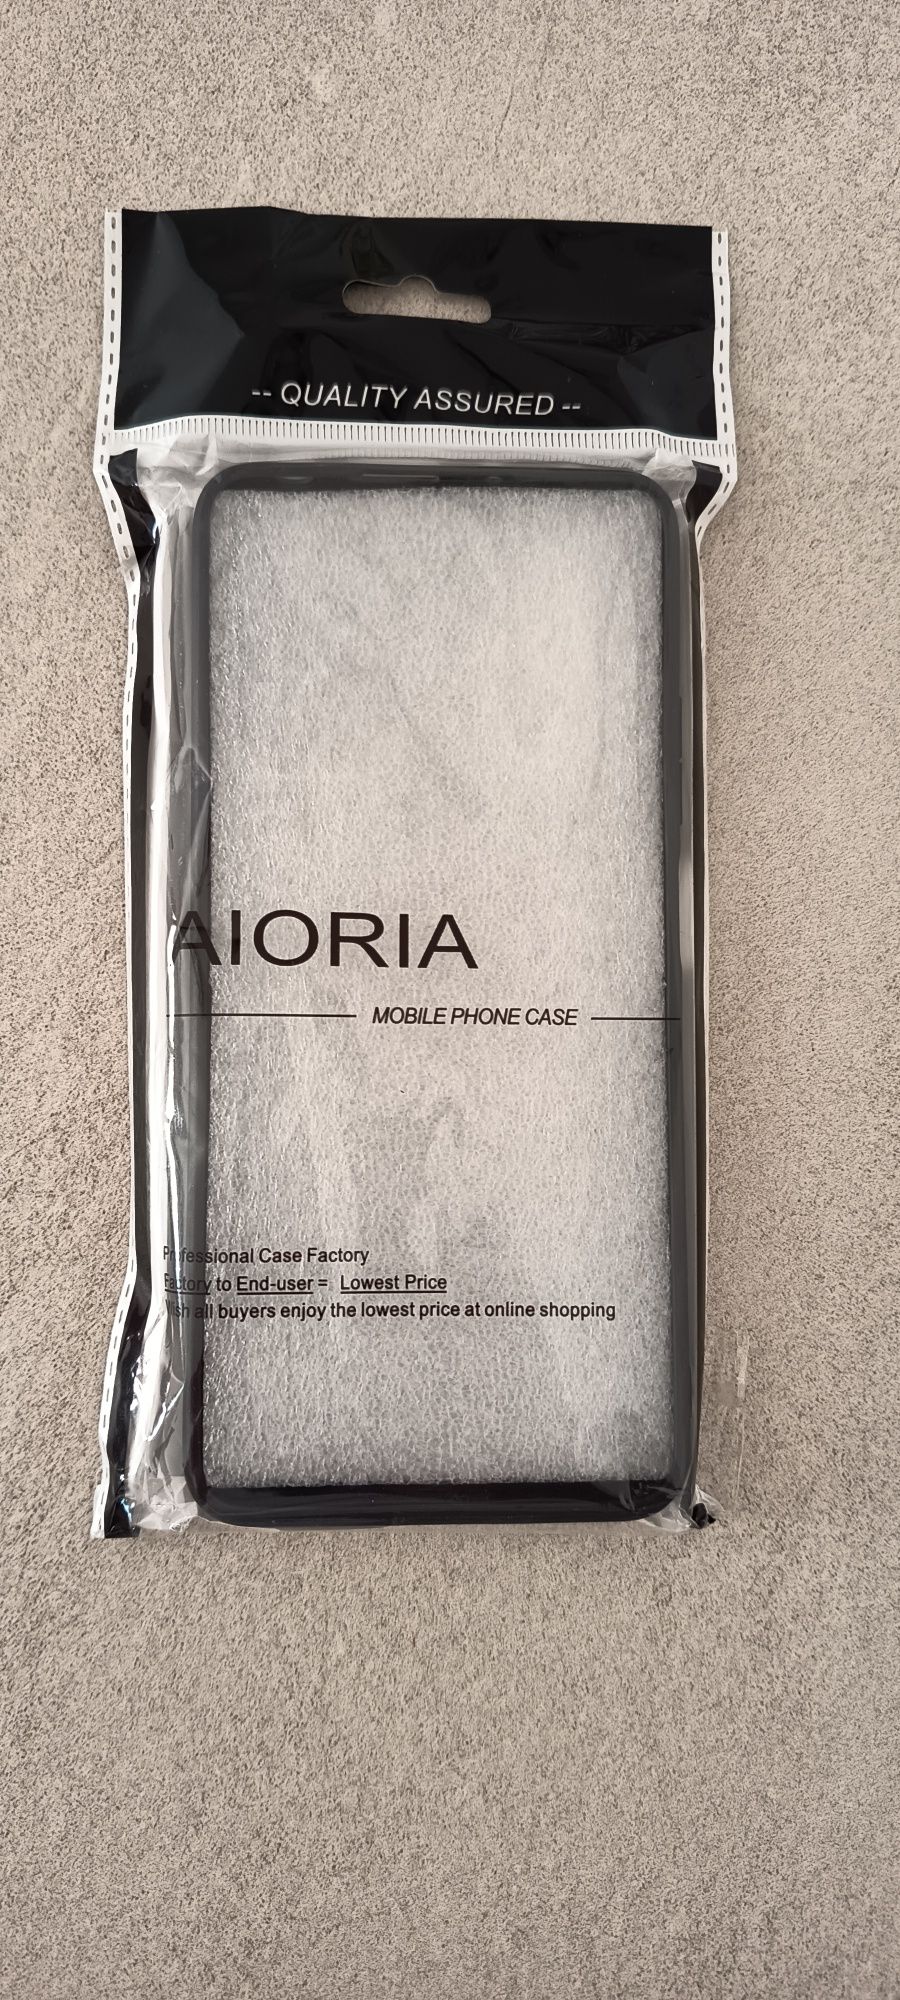 -- QUALITY ASSURED --
AIORIA
MOBILE PHONE CASE
Professional Case Factory
Factory to End-user = Lowest Price
Wish all buyers enjoy the lowest price at online shopping